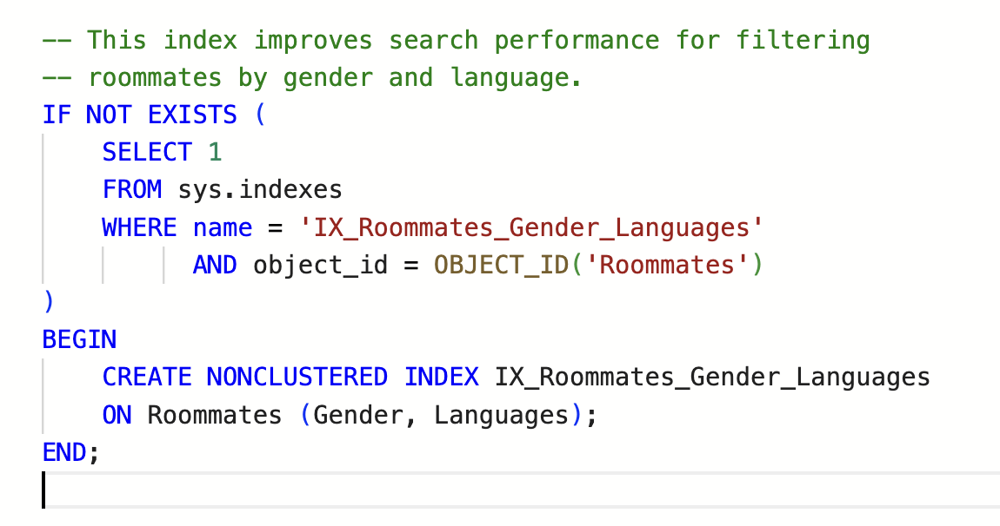 -- This index improves search performance for filtering
-- roommates by gender and language.
IF NOT EXISTS (
    SELECT 1
    FROM sys.indexes
    WHERE name = 'IX_Roommates_Gender_Languages'
          AND object_id = OBJECT_ID('Roommates')
)
BEGIN
    CREATE NONCLUSTERED INDEX IX_Roommates_Gender_Languages
    ON Roommates (Gender, Languages);
END;